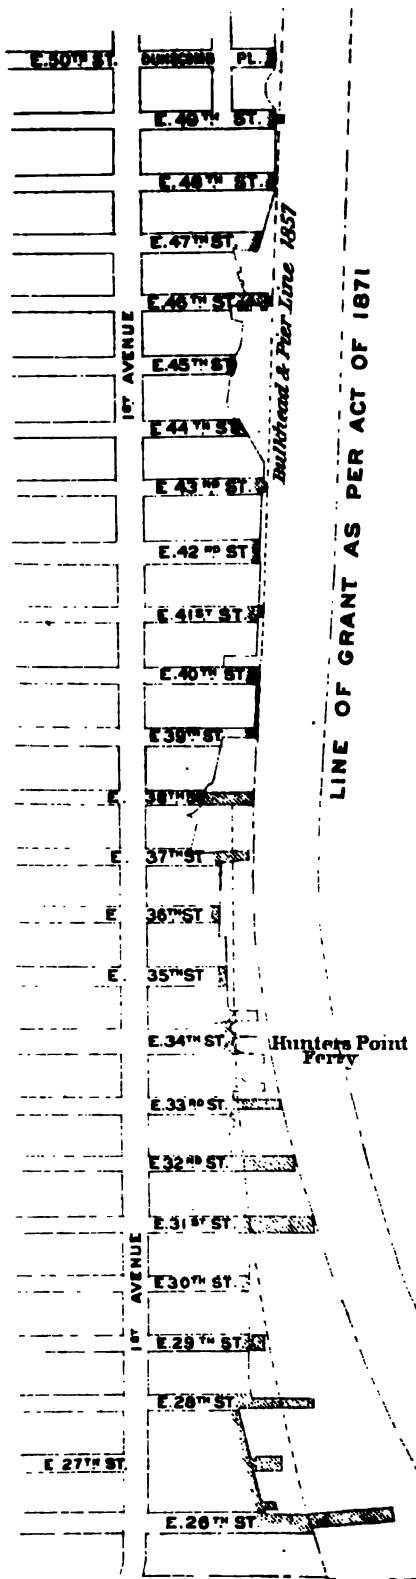 E. 50TH ST. DUNSCOMB PL.
E. 49TH ST.
E. 48TH ST.
E. 47TH ST.
Bulkhead & Pier Line 1857
E. 46TH ST.
1ST AVENUE
E. 45TH ST
E. 44TH ST
E. 43RD ST.
LINE OF GRANT AS PER ACT OF 1871
E. 42ND ST
E. 41ST ST.
E. 40TH ST.
E. 39TH ST.
E. 38TH
E. 37TH ST
E. 36TH ST
E. 35TH ST
E. 34TH ST.
Hunters Point
Ferry
E. 33RD ST.
E. 32ND ST.
E. 31ST ST.
1ST AVENUE
E. 30TH ST.
E. 29TH ST.
E. 28TH ST.
E 27TH ST.
E. 26TH ST.